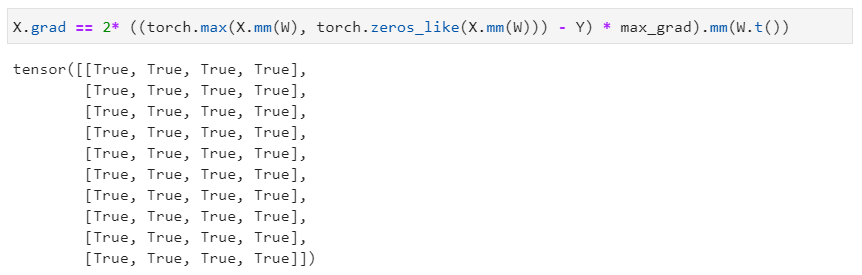 X.grad == 2* ((torch.max(X.mm(W), torch.zeros_like(X.mm(W))) - Y) * max_grad).mm(W.t())
tensor([[True, True, True, True],
        [True, True, True, True],
        [True, True, True, True],
        [True, True, True, True],
        [True, True, True, True],
        [True, True, True, True],
        [True, True, True, True],
        [True, True, True, True],
        [True, True, True, True],
        [True, True, True, True]])